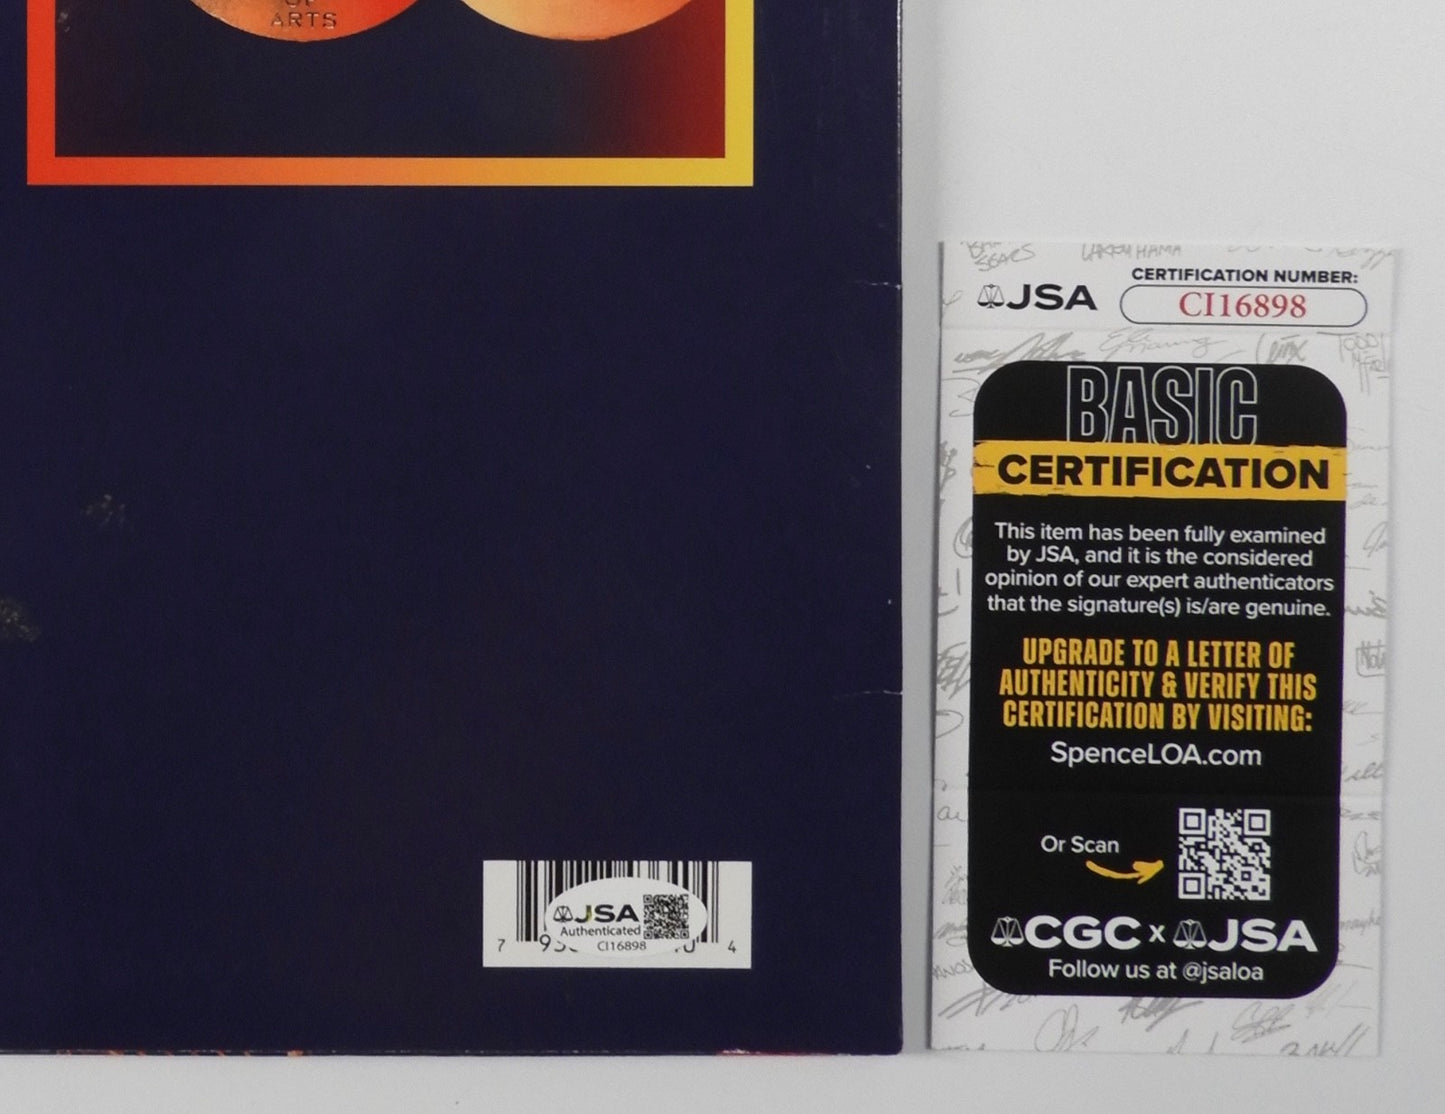 OF
ARTS
JSA
Authenticated
CI16898
7 4
JSA
CERTIFICATION NUMBER:
CI16898
BASIC
CERTIFICATION
This item has been fully examined
by JSA, and it is the considered
opinion of our expert authenticators
that the signature(s) is/are genuine.
UPGRADE TO A LETTER OF
AUTHENTICITY & VERIFY THIS
CERTIFICATION BY VISITING:
SpenceLOA.com
Or Scan
CGC x JSA
Follow us at @jsaloa